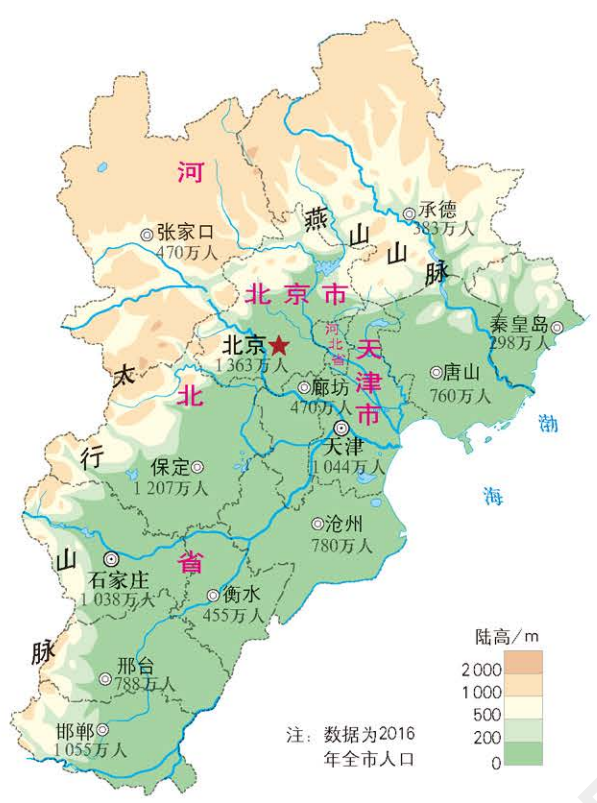 河
张家口
470万人
燕
山
山
脉
承德
383万人
北京市
秦皇岛
298万人
北京
1363万人
河
北
省
天
津
市
唐山
760万人
太
行
山
脉
北
廊坊
470万人
天津
1044万人
渤
海
保定
1207万人
沧州
780万人
省
石家庄
1038万人
衡水
455万人
邢台
788万人
邯郸
1055万人
陆高/m
2000
1000
500
200
0
注：数据为2016
年全市人口